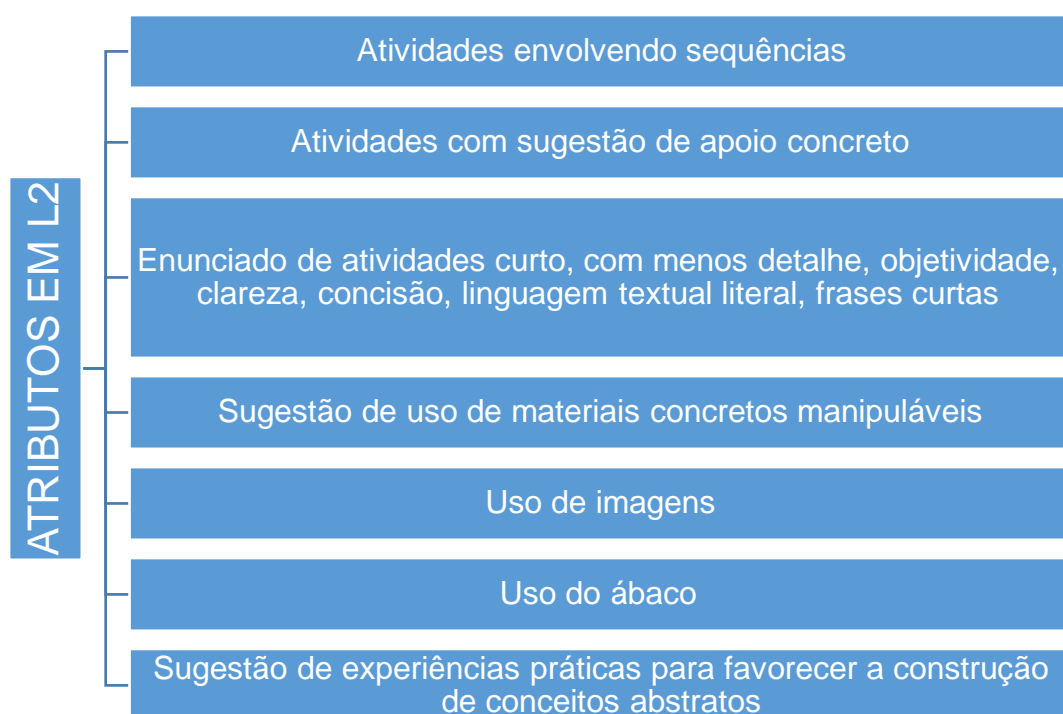 ATRIBUTOS EM L2
Atividades envolvendo sequências
Atividades com sugestão de apoio concreto
Enunciado de atividades curto, com menos detalhe, objetividade,
clareza, concisão, linguagem textual literal, frases curtas
Sugestão de uso de materiais concretos manipuláveis
Uso de imagens
Uso do ábaco
Sugestão de experiências práticas para favorecer a construção
de conceitos abstratos